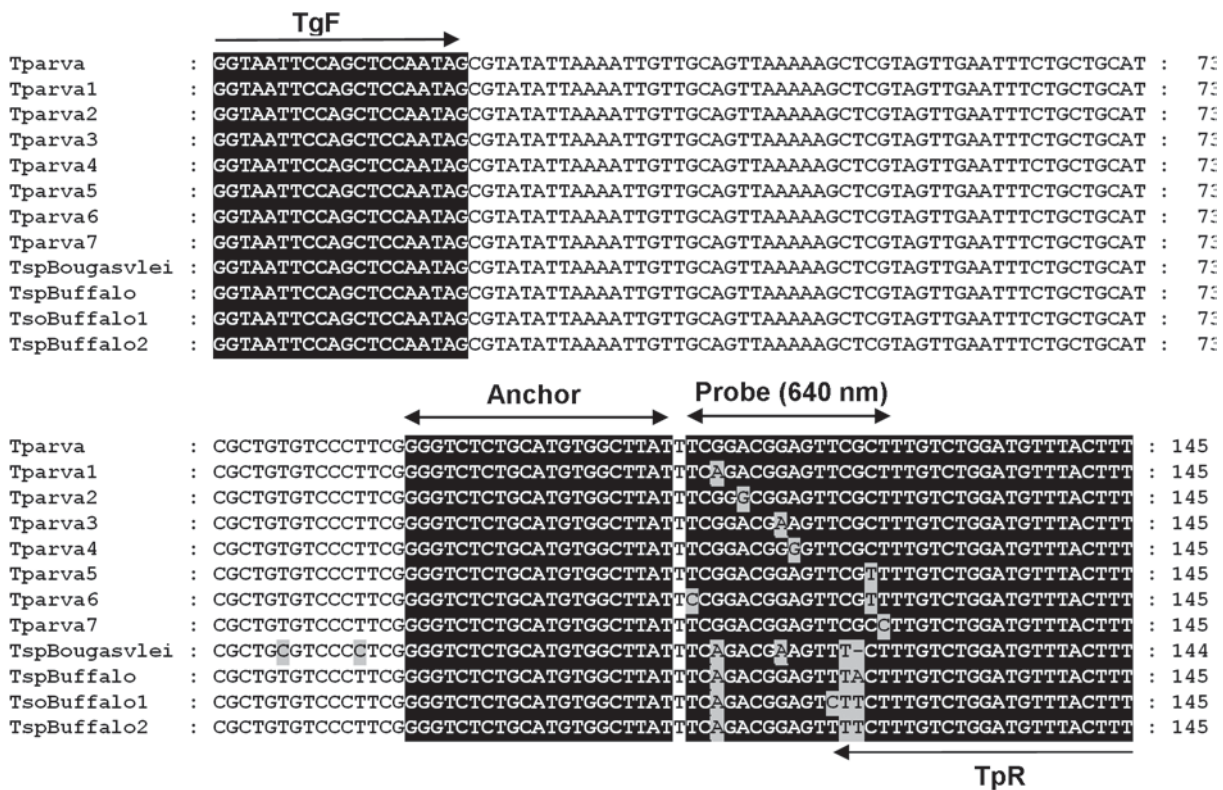 TgF
Tparva : GGTAATTCCAGCTCCAATAGCGTATATTAAAATTGTTGCAGTTAAAAAGCTCGTAGTTGAATTTCTGCTGCAT : 73
Tparva1 : GGTAATTCCAGCTCCAATAGCGTATATTAAAATTGTTGCAGTTAAAAAGCTCGTAGTTGAATTTCTGCTGCAT : 73
Tparva2 : GGTAATTCCAGCTCCAATAGCGTATATTAAAATTGTTGCAGTTAAAAAGCTCGTAGTTGAATTTCTGCTGCAT : 73
Tparva3 : GGTAATTCCAGCTCCAATAGCGTATATTAAAATTGTTGCAGTTAAAAAGCTCGTAGTTGAATTTCTGCTGCAT : 73
Tparva4 : GGTAATTCCAGCTCCAATAGCGTATATTAAAATTGTTGCAGTTAAAAAGCTCGTAGTTGAATTTCTGCTGCAT : 73
Tparva5 : GGTAATTCCAGCTCCAATAGCGTATATTAAAATTGTTGCAGTTAAAAAGCTCGTAGTTGAATTTCTGCTGCAT : 73
Tparva6 : GGTAATTCCAGCTCCAATAGCGTATATTAAAATTGTTGCAGTTAAAAAGCTCGTAGTTGAATTTCTGCTGCAT : 73
Tparva7 : GGTAATTCCAGCTCCAATAGCGTATATTAAAATTGTTGCAGTTAAAAAGCTCGTAGTTGAATTTCTGCTGCAT : 73
TspBougasvlei : GGTAATTCCAGCTCCAATAGCGTATATTAAAATTGTTGCAGTTAAAAAGCTCGTAGTTGAATTTCTGCTGCAT : 73
TspBuffalo : GGTAATTCCAGCTCCAATAGCGTATATTAAAATTGTTGCAGTTAAAAAGCTCGTAGTTGAATTTCTGCTGCAT : 73
TsoBuffalo1 : GGTAATTCCAGCTCCAATAGCGTATATTAAAATTGTTGCAGTTAAAAAGCTCGTAGTTGAATTTCTGCTGCAT : 73
TspBuffalo2 : GGTAATTCCAGCTCCAATAGCGTATATTAAAATTGTTGCAGTTAAAAAGCTCGTAGTTGAATTTCTGCTGCAT : 73
Anchor Probe (640 nm)
Tparva : CGCTGTGTCCCTTCGGGGTCTCTGCATGTGGCTTATTTCGGACGGAGTTCGCTTTGTCTGGATGTTTACTTT : 145
Tparva1 : CGCTGTGTCCCTTCGGGGTCTCTGCATGTGGCTTATTTCAGACGGAGTTCGCTTTGTCTGGATGTTTACTTT : 145
Tparva2 : CGCTGTGTCCCTTCGGGGTCTCTGCATGTGGCTTATTTCGGGCGGAGTTCGCTTTGTCTGGATGTTTACTTT : 145
Tparva3 : CGCTGTGTCCCTTCGGGGTCTCTGCATGTGGCTTATTTCGGACGAAGTTCGCTTTGTCTGGATGTTTACTTT : 145
Tparva4 : CGCTGTGTCCCTTCGGGGTCTCTGCATGTGGCTTATTTCGGACGGGGTTCGCTTTGTCTGGATGTTTACTTT : 145
Tparva5 : CGCTGTGTCCCTTCGGGGTCTCTGCATGTGGCTTATTTCGGACGGAGTTCGTTTTGTCTGGATGTTTACTTT : 145
Tparva6 : CGCTGTGTCCCTTCGGGGTCTCTGCATGTGGCTTATTCCGGACGGAGTTCGTTTTGTCTGGATGTTTACTTT : 145
Tparva7 : CGCTGTGTCCCTTCGGGGTCTCTGCATGTGGCTTATTTCGGACGGAGTTCGCCTTGTCTGGATGTTTACTTT : 145
TspBougasvlei : CGCTGCGTCCCCTCGGGGTCTCTGCATGTGGCTTATTTCAGACGAAGTTT-CTTTGTCTGGATGTTTACTTT : 144
TspBuffalo : CGCTGTGTCCCTTCGGGGTCTCTGCATGTGGCTTATTTCAGACGGAGTTTACTTTGTCTGGATGTTTACTTT : 145
TsoBuffalo1 : CGCTGTGTCCCTTCGGGGTCTCTGCATGTGGCTTATTTCAGACGGAGTCTTCTTTGTCTGGATGTTTACTTT : 145
TspBuffalo2 : CGCTGTGTCCCTTCGGGGTCTCTGCATGTGGCTTATTTCAGACGGAGTTTTCTTTGTCTGGATGTTTACTTT : 145
TpR